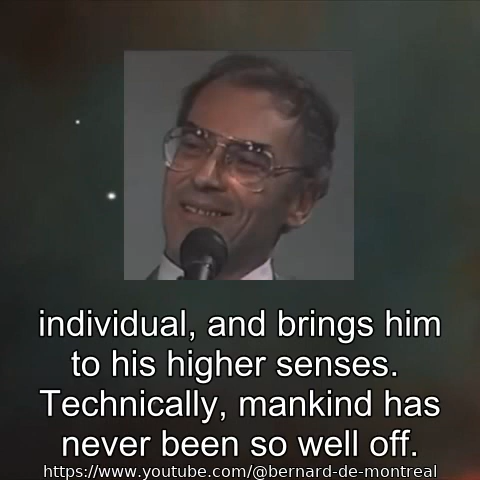 individual, and brings him
to his higher senses.
Technically, mankind has
never been so well off.
https://www.youtube.com/@bernard-de-montreal